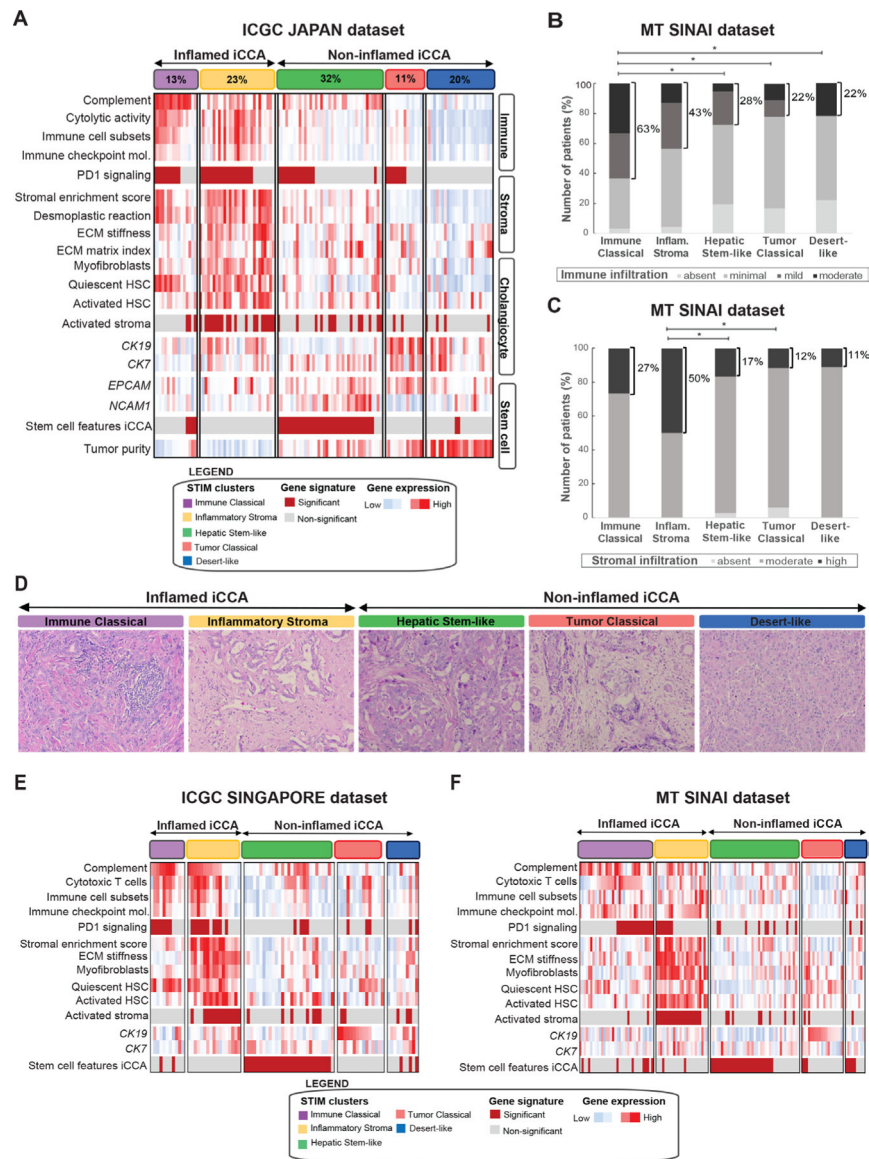 A
ICGC JAPAN dataset
Inflamed iCCA
Non-inflamed iCCA
13%
23%
32%
11%
20%
Complement
Cytolytic activity
Immune cell subsets
Immune checkpoint mol.
PD1 signaling
Stromal enrichment score
Desmoplastic reaction
ECM stiffness
ECM matrix index
Myofibroblasts
Quiescent HSC
Activated HSC
Activated stroma
CK19
CK7
EPCAM
NCAM1
Stem cell features iCCA
Tumor purity
Immune
Stroma
Cholangiocyte
Stem cell
LEGEND
STIM clusters
Immune Classical
Inflammatory Stroma
Hepatic Stem-like
Tumor Classical
Desert-like
Gene signature
Significant
Non-significant
Gene expression
Low
High
B
MT SINAI dataset
*
*
*
Number of patients (%)
100
80
60
40
20
0
63%
43%
28%
22%
22%
Immune Classical
Inflam. Stroma
Hepatic Stem-like
Tumor Classical
Desert-like
Immune infiltration
absent
minimal
mild
moderate
C
MT SINAI dataset
*
*
Number of patients (%)
100
80
60
40
20
0
27%
50%
17%
12%
11%
Immune Classical
Inflam. Stroma
Hepatic Stem-like
Tumor Classical
Desert-like
Stromal infiltration
absent
moderate
high
D
Inflamed iCCA
Non-inflamed iCCA
Immune Classical
Inflammatory Stroma
Hepatic Stem-like
Tumor Classical
Desert-like
E
ICGC SINGAPORE dataset
Inflamed iCCA
Non-inflamed iCCA
Complement
Cytotoxic T cells
Immune cell subsets
Immune checkpoint mol.
PD1 signaling
Stromal enrichment score
ECM stiffness
Myofibroblasts
Quiescent HSC
Activated HSC
Activated stroma
CK19
CK7
Stem cell features iCCA
F
MT SINAI dataset
Inflamed iCCA
Non-inflamed iCCA
Complement
Cytotoxic T cells
Immune cell subsets
Immune checkpoint mol.
PD1 signaling
Stromal enrichment score
ECM stiffness
Myofibroblasts
Quiescent HSC
Activated HSC
Activated stroma
CK19
CK7
Stem cell features iCCA
LEGEND
STIM clusters
Immune Classical
Inflammatory Stroma
Hepatic Stem-like
Tumor Classical
Desert-like
Gene signature
Significant
Non-significant
Gene expression
Low
High